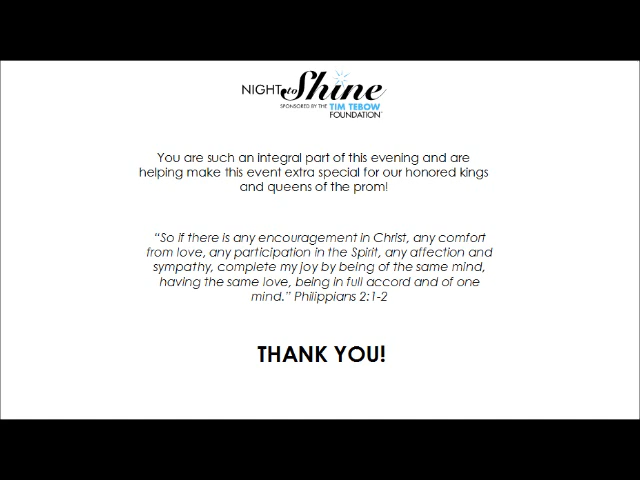 NIGHT to Shine
SPONSORED BY THE TIM TEBOW
FOUNDATION
You are such an integral part of this evening and are
helping make this event extra special for our honored kings
and queens of the prom!
“So if there is any encouragement in Christ, any comfort
from love, any participation in the Spirit, any affection and
sympathy, complete my joy by being of the same mind,
having the same love, being in full accord and of one
mind.” Philippians 2:1-2
THANK YOU!